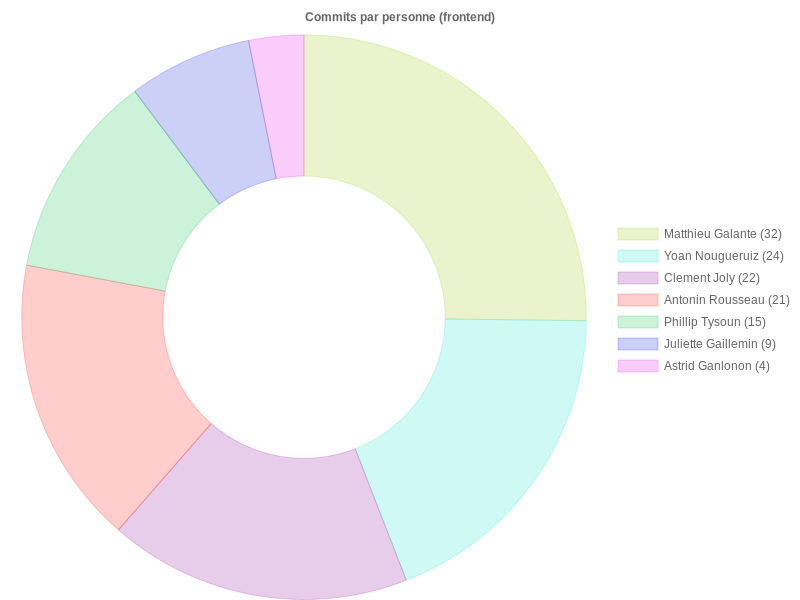 Commits par personne (frontend)
Matthieu Galante (32)
Yoan Nougueruiz (24)
Clement Joly (22)
Antonin Rousseau (21)
Phillip Tysoun (15)
Juliette Gaillemin (9)
Astrid Ganlonon (4)